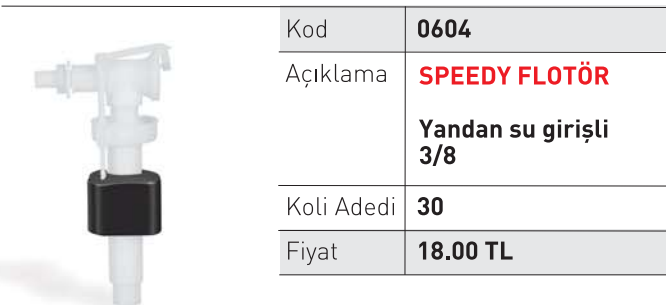 Kod 0604
Açıklama SPEEDY FLOTÖR
Yandan su girişli
3/8
Koli Adedi 30
Fiyat 18.00 TL